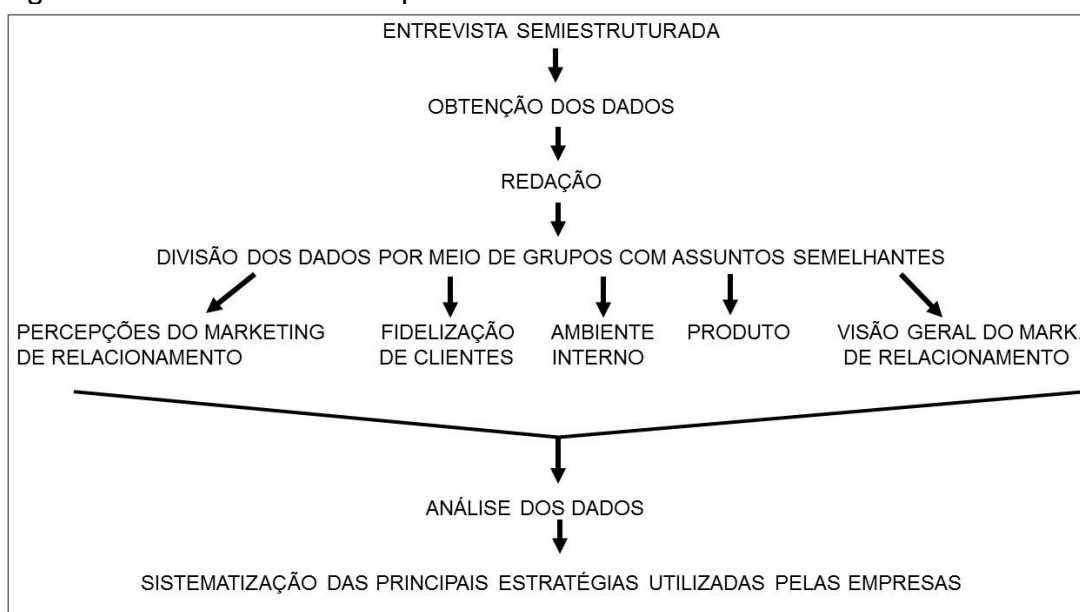 ENTREVISTA SEMIESTRUTURADA
OBTENÇÃO DOS DADOS
REDAÇÃO
DIVISÃO DOS DADOS POR MEIO DE GRUPOS COM ASSUNTOS SEMELHANTES
PERCEPÇÕES DO MARKETING
DE RELACIONAMENTO
FIDELIZAÇÃO
DE CLIENTES
AMBIENTE
INTERNO
PRODUTO
VISÃO GERAL DO MARK
DE RELACIONAMENTO
ANÁLISE DOS DADOS
SISTEMATIZAÇÃO DAS PRINCIPAIS ESTRATÉGIAS UTILIZADAS PELAS EMPRESAS